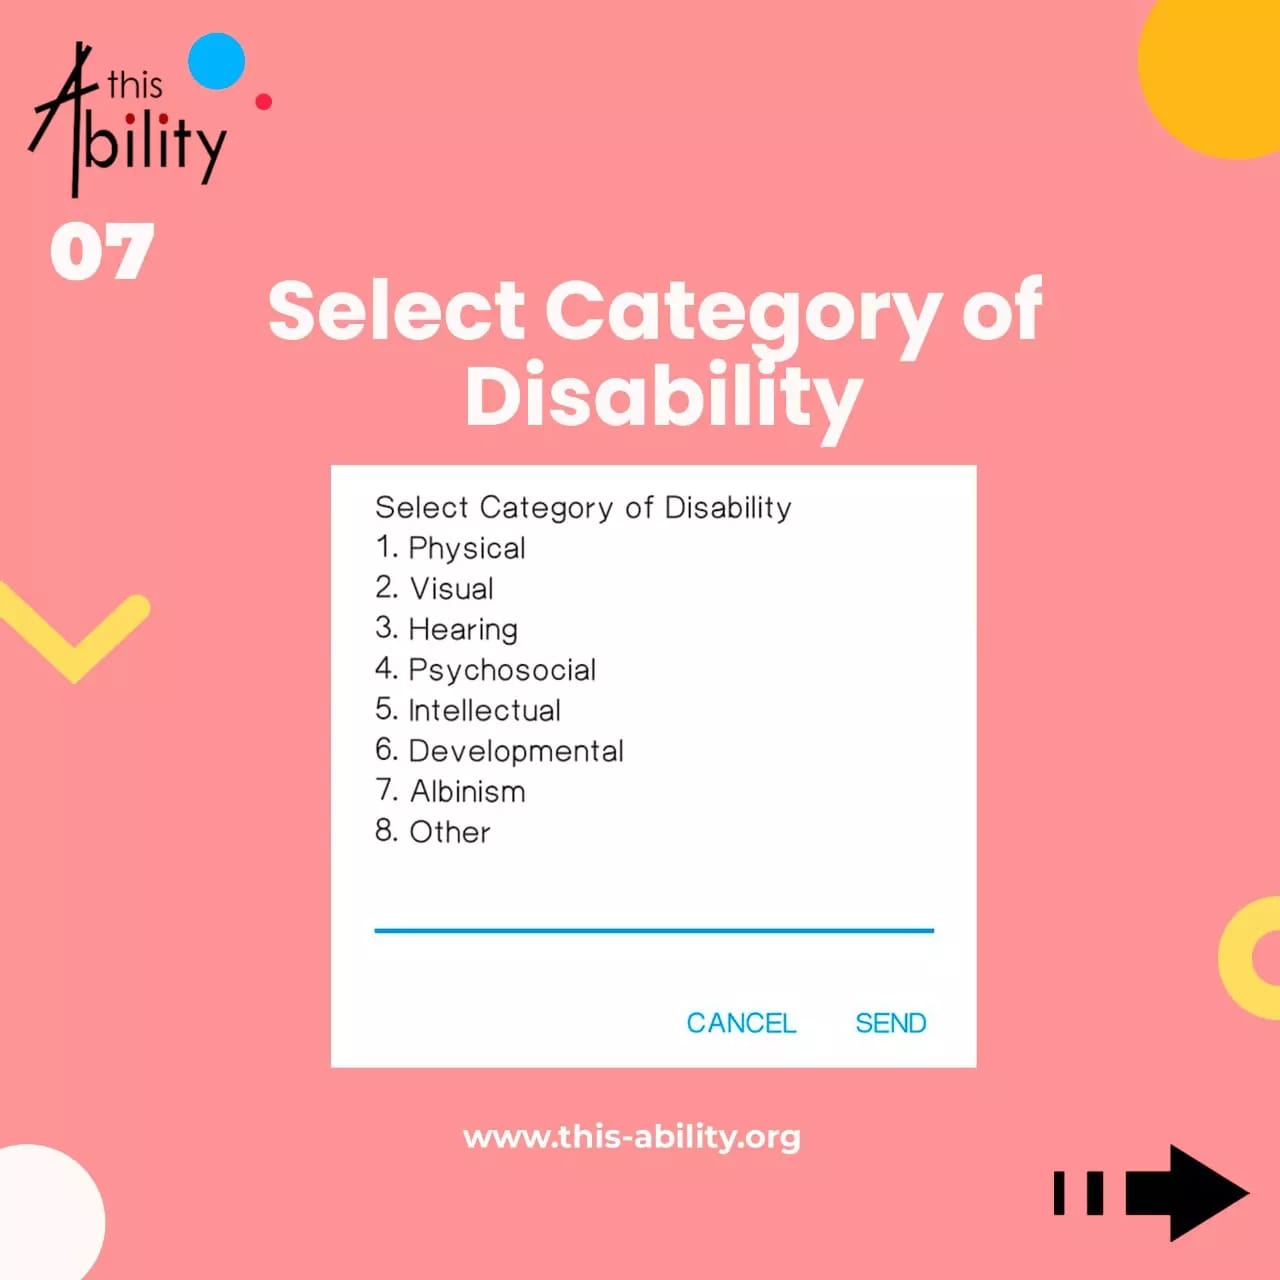 this
Ability
07
Select Category of
Disability
Select Category of Disability
1. Physical
2. Visual
3. Hearing
4. Psychosocial
5. Intellectual
6. Developmental
7. Albinism
8. Other
CANCEL SEND
www.this-ability.org